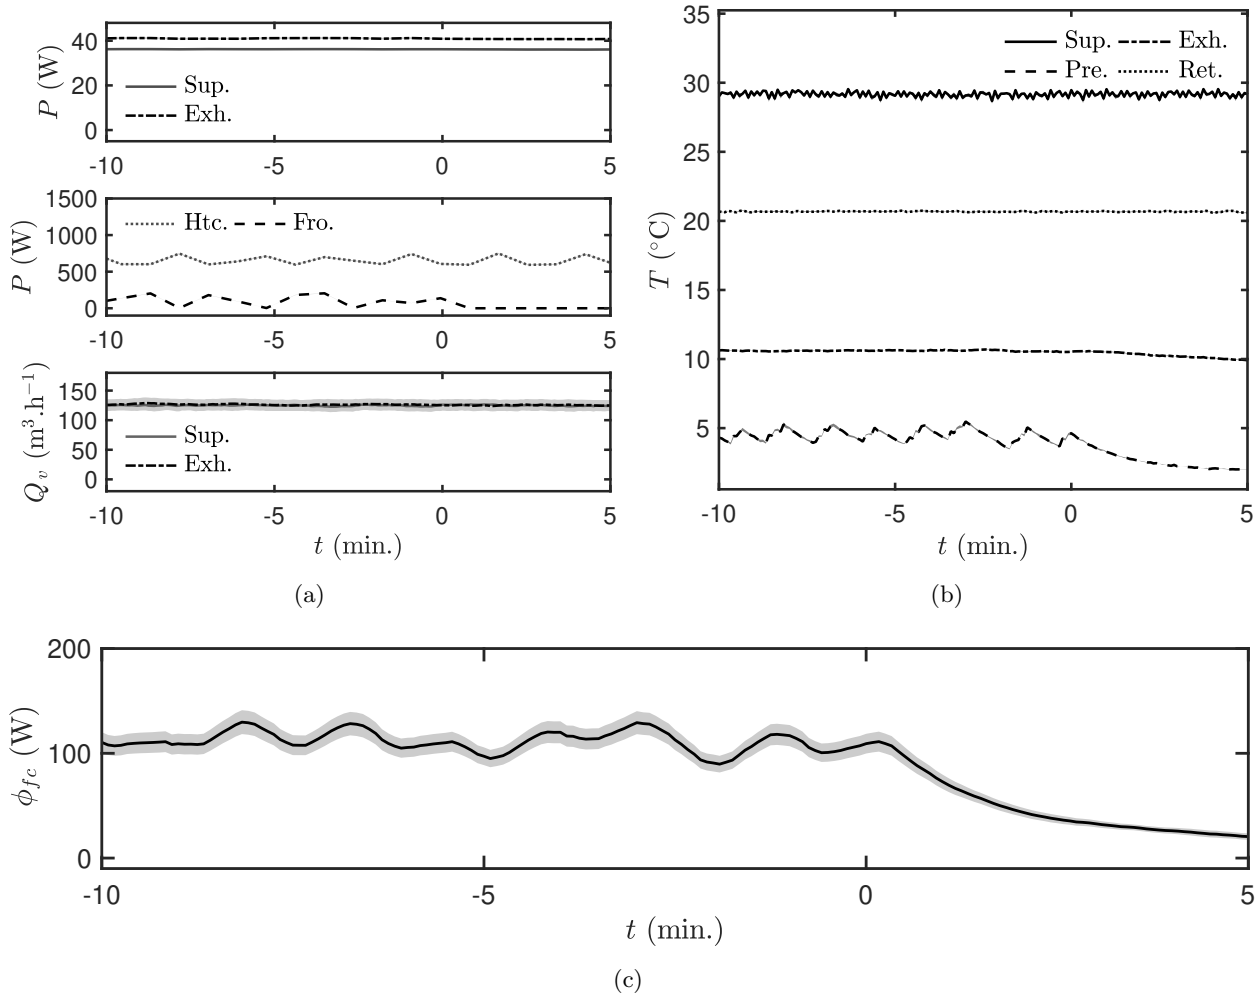 40
20
0
P (W)
Sup.
Exh.
-10 -5 0 5
1500
1000
500
0
P (W)
Htc. Fro.
-10 -5 0 5
150
100
50
0
Q_v (m³.h⁻¹)
Sup.
Exh.
-10 -5 0 5
t (min.)
(a)
35
30
25
20
15
10
5
T (°C)
Sup. Exh.
Pre. Ret.
-10 -5 0 5
t (min.)
(b)
200
100
0
ϕ_fc (W)
-10 -5 0 5
t (min.)
(c)